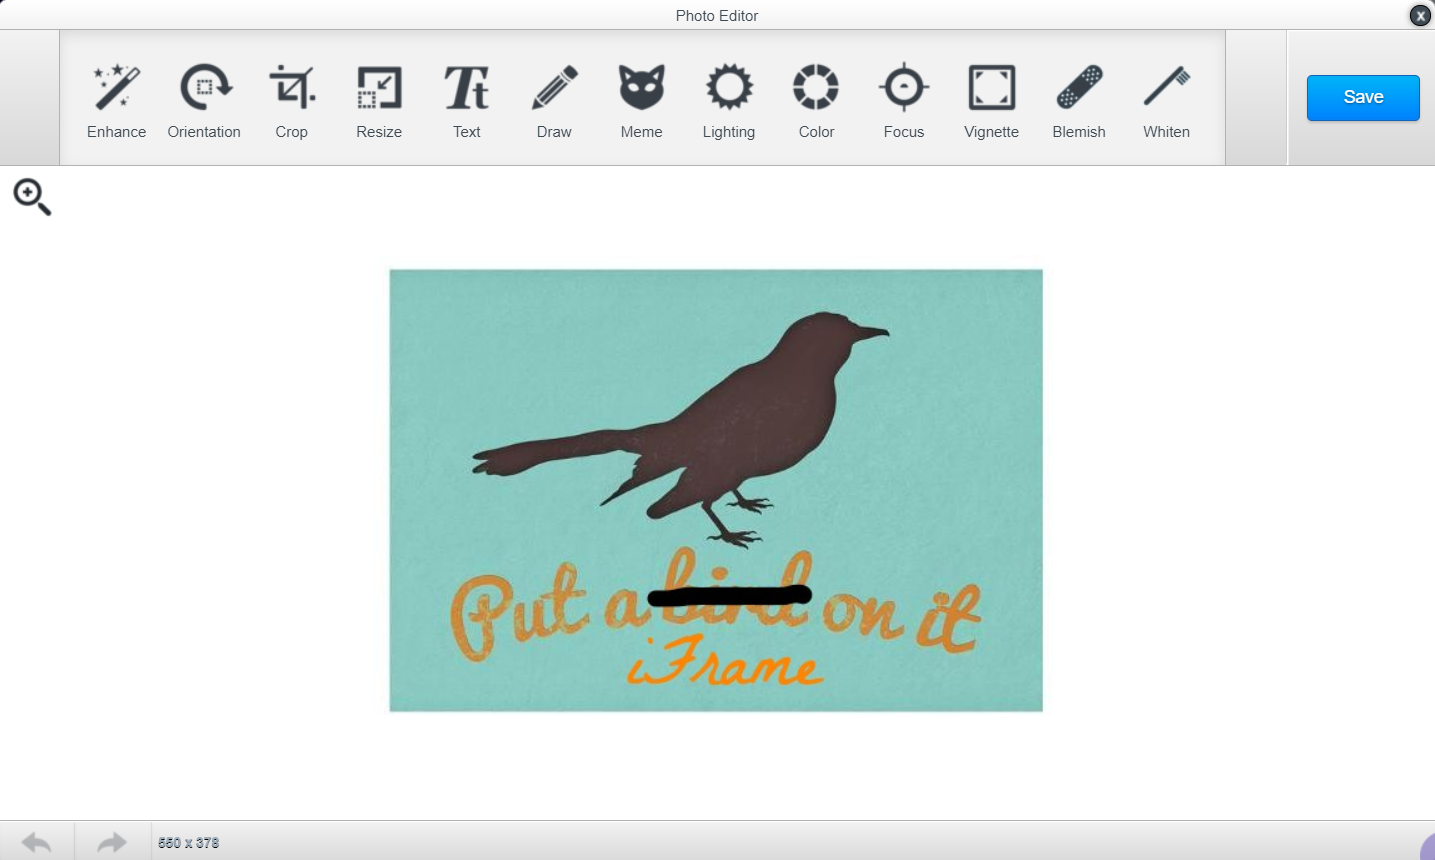 Photo Editor
x
Enhance Orientation Crop Resize Text Draw Meme Lighting Color Focus Vignette Blemish Whiten
Save
Tt
Put a bird on it
iFrame
550 x 378